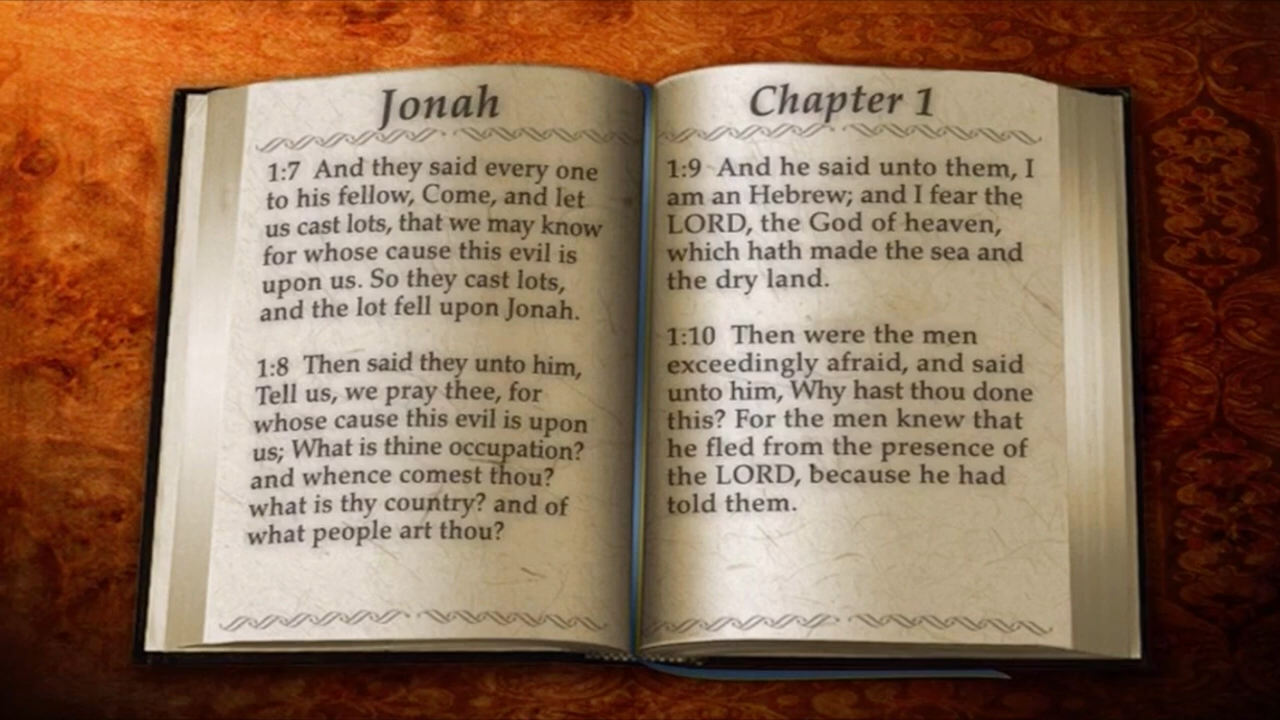 Jonah
1:7 And they said every one
to his fellow, Come, and let
us cast lots, that we may know
for whose cause this evil is
upon us. So they cast lots,
and the lot fell upon Jonah.
1:8 Then said they unto him,
Tell us, we pray thee, for
whose cause this evil is upon
us; What is thine occupation?
and whence comest thou?
what is thy country? and of
what people art thou?
Chapter 1
1:9 And he said unto them, I
am an Hebrew; and I fear the
LORD, the God of heaven,
which hath made the sea and
the dry land.
1:10 Then were the men
exceedingly afraid, and said
unto him, Why hast thou done
this? For the men knew that
he fled from the presence of
the LORD, because he had
told them.